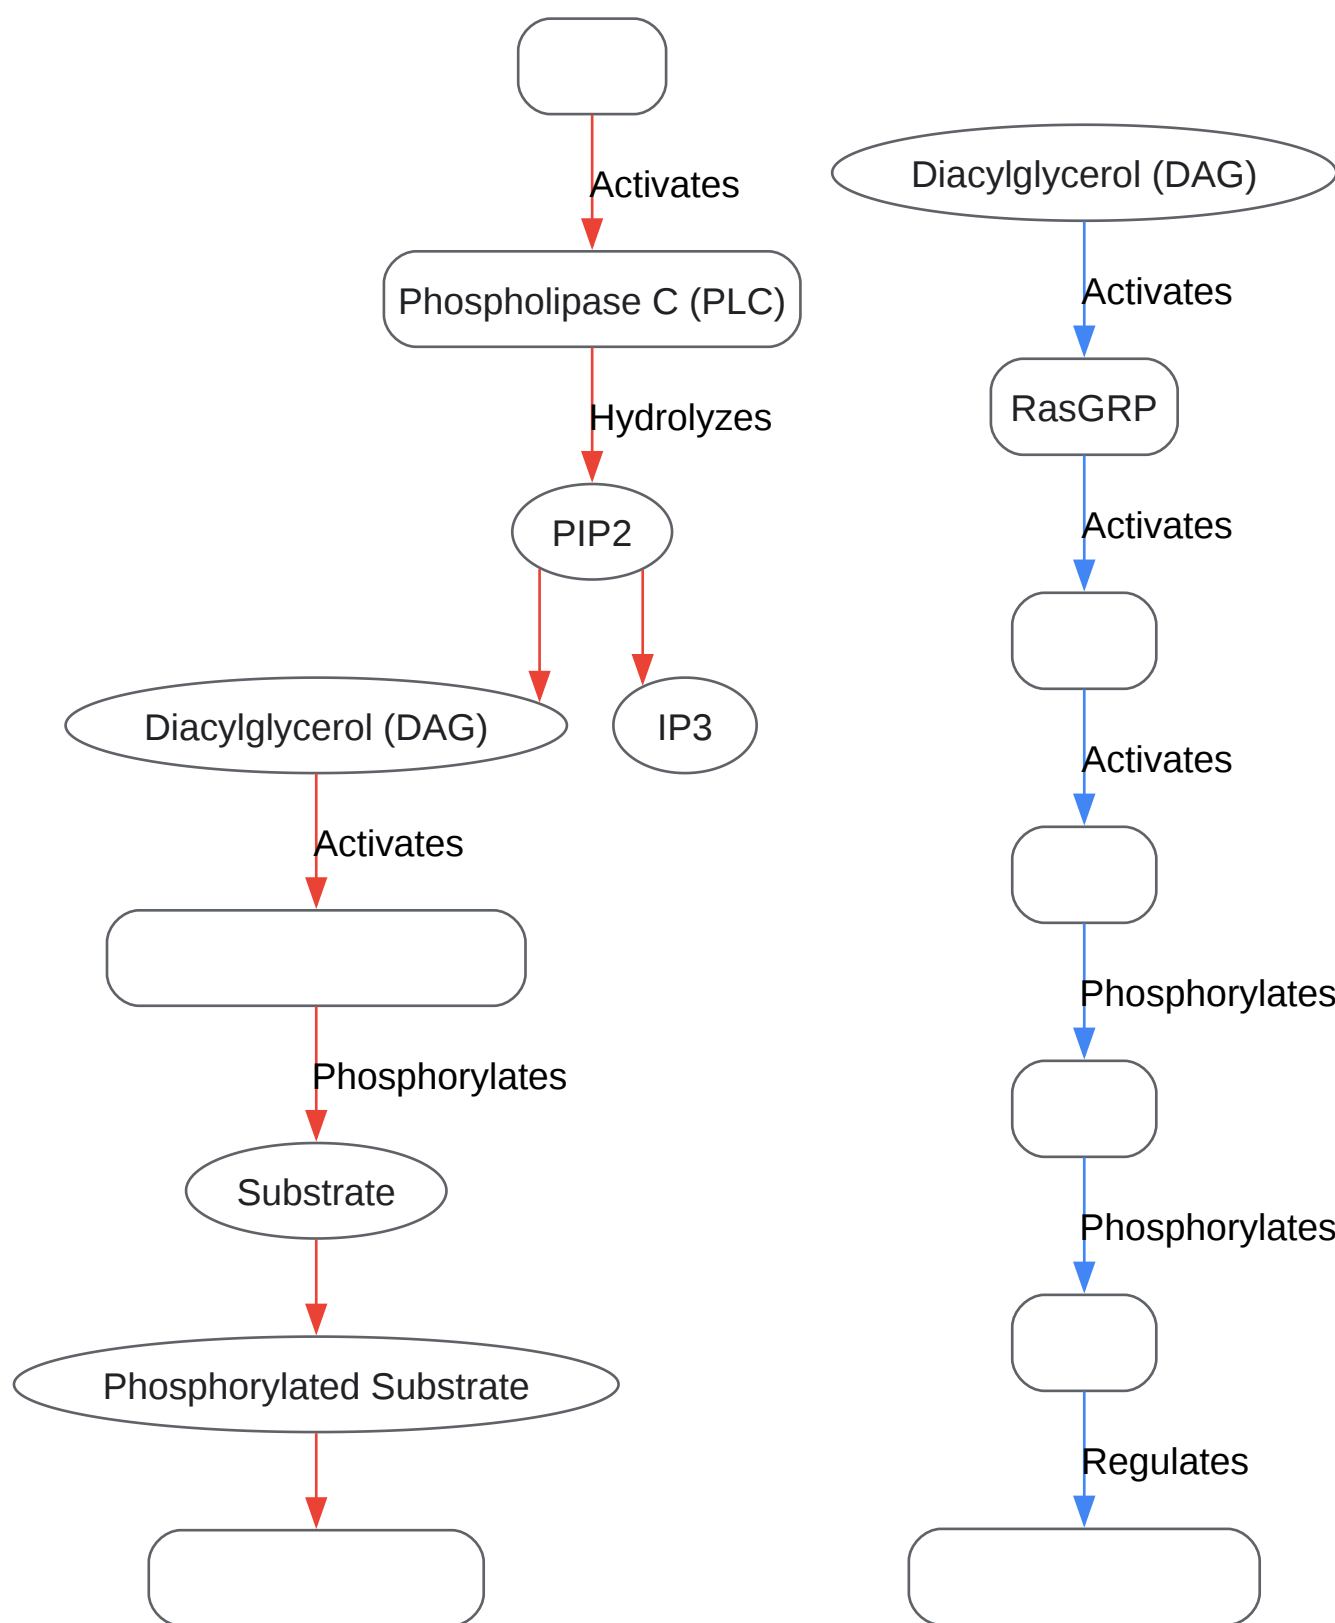 Activates
Phospholipase C (PLC)
Hydrolyzes
PIP2
Diacylglycerol (DAG)
IP3
Activates
Phosphorylates
Substrate
Phosphorylated Substrate
Diacylglycerol (DAG)
Activates
RasGRP
Activates
Activates
Phosphorylates
Phosphorylates
Regulates